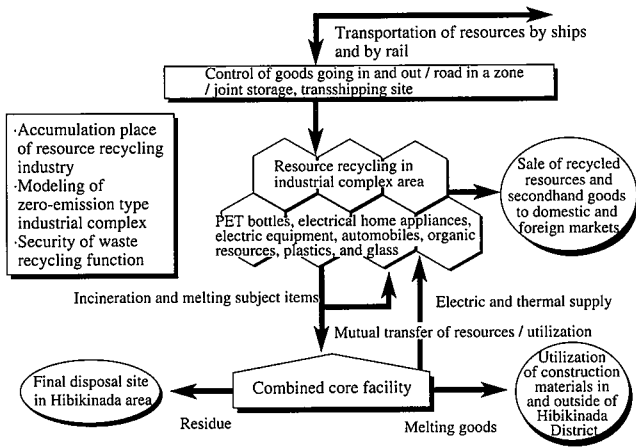 Transportation of resources by ships
and by rail
Control of goods going in and out / road in a zone
/ joint storage, transshipping site
·Accumulation place
of resource recycling
industry
·Modeling of
zero-emission type
industrial complex
·Security of waste
recycling function
Resource recycling in
industrial complex area
PET bottles, electrical home appliances,
electric equipment, automobiles, organic
resources, plastics, and glass
Sale of recycled
resources and
secondhand goods
to domestic and
foreign markets
Incineration and melting subject items
Electric and thermal supply
Mutual transfer of resources / utilization
Final disposal site
in Hibikinada area
Combined core facility
Utilization
of construction
materials in
and outside of
Hibikinada
District
Residue
Melting goods